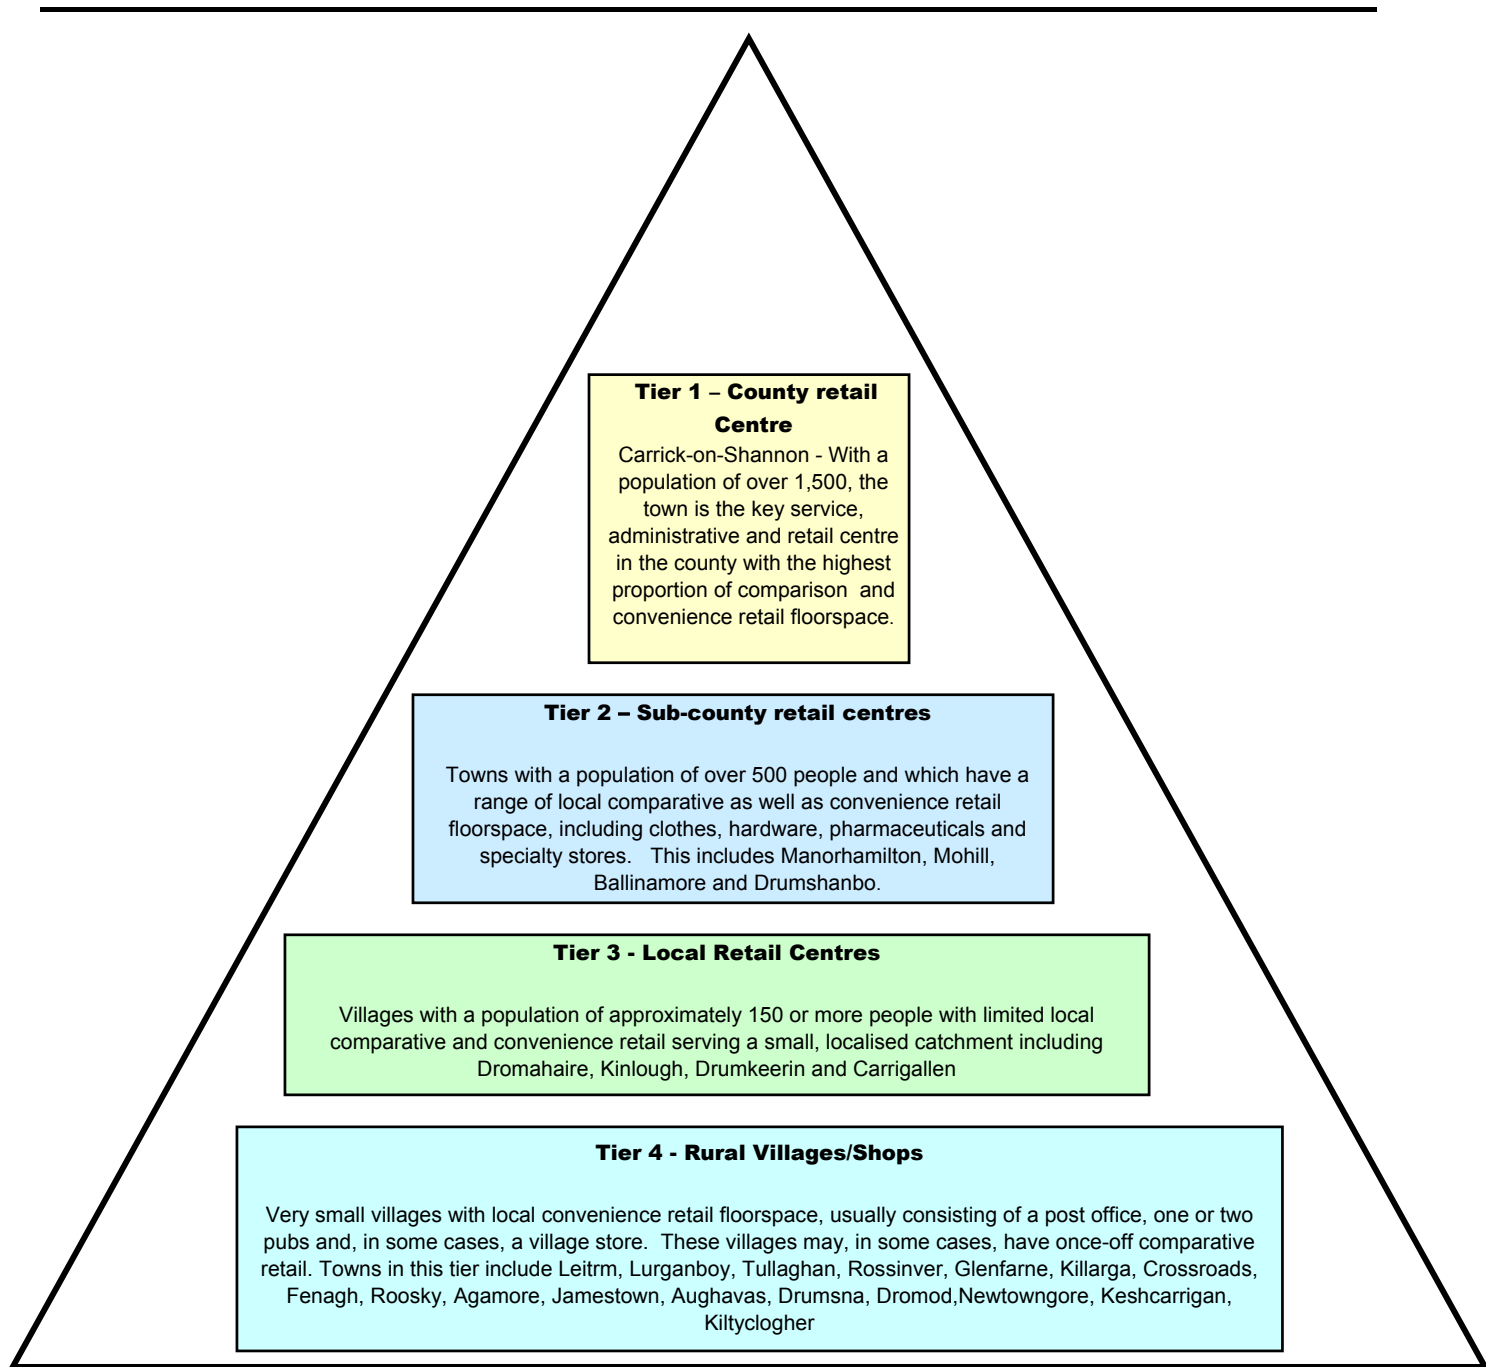 Tier 1 – County retail
Centre
Carrick-on-Shannon - With a
population of over 1,500, the
town is the key service,
administrative and retail centre
in the county with the highest
proportion of comparison  and
convenience retail floorspace.
Tier 2 – Sub-county retail centres
Towns with a population of over 500 people and which have a
range of local comparative as well as convenience retail
floorspace, including clothes, hardware, pharmaceuticals and
specialty stores.   This includes Manorhamilton, Mohill,
Ballinamore and Drumshanbo.
Tier 3 - Local Retail Centres
Villages with a population of approximately 150 or more people with limited local
comparative and convenience retail serving a small, localised catchment including
Dromahaire, Kinlough, Drumkeerin and Carrigallen
Tier 4 - Rural Villages/Shops
Very small villages with local convenience retail floorspace, usually consisting of a post office, one or two
pubs and, in some cases, a village store.  These villages may, in some cases, have once-off comparative
retail. Towns in this tier include Leitrm, Lurganboy, Tullaghan, Rossinver, Glenfarne, Killarga, Crossroads,
Fenagh, Roosky, Agamore, Jamestown, Aughavas, Drumsna, Dromod,Newtowngore, Keshcarrigan,
Kiltyclogher